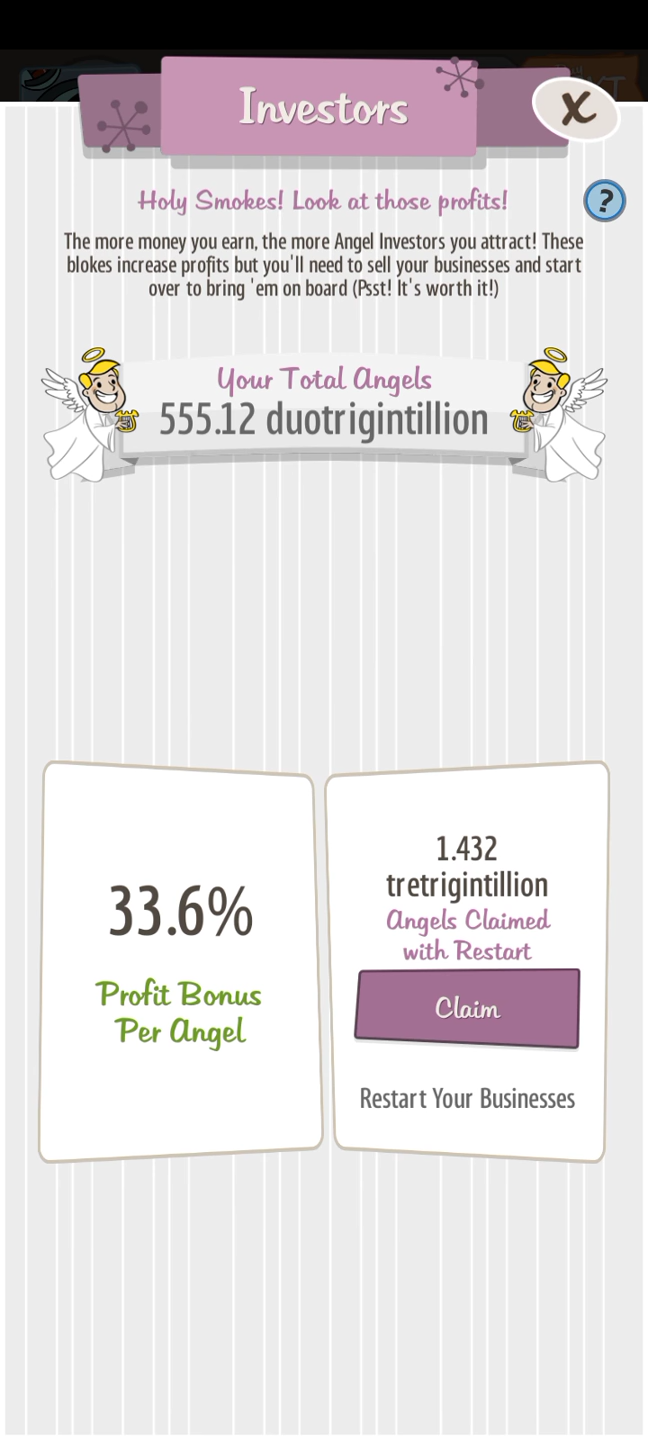 Investors
X
Holy Smokes! Look at those profits!
?
The more money you earn, the more Angel Investors you attract! These
blokes increase profits but you'll need to sell your businesses and start
over to bring 'em on board (Psst! It's worth it!)
Your Total Angels
555.12 duotrigintillion
33.6%
Profit Bonus
Per Angel
1.432
tretrigintillion
Angels Claimed
with Restart
Claim
Restart Your Businesses